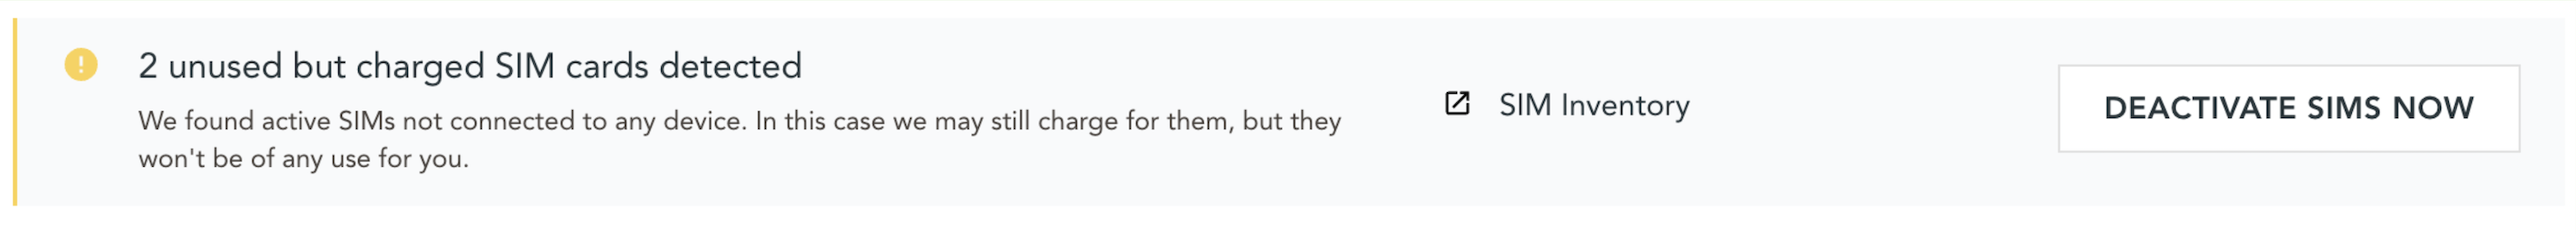 2 unused but charged SIM cards detected
We found active SIMs not connected to any device. In this case we may still charge for them, but they
won't be of any use for you.
SIM Inventory
DEACTIVATE SIMS NOW